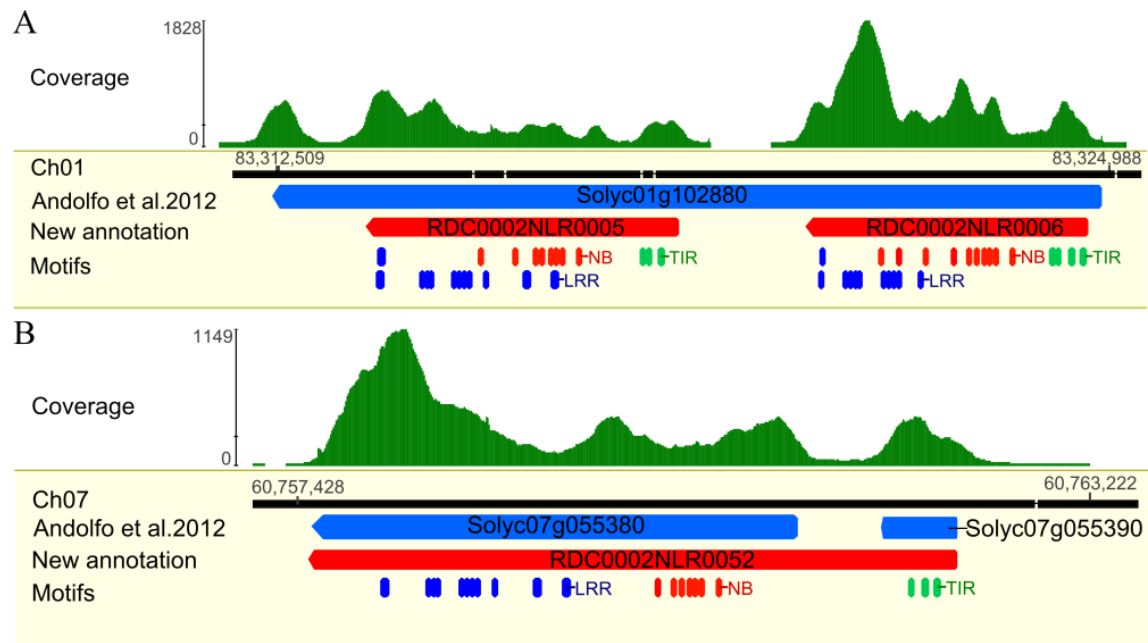 A
1828
Coverage
0
Ch01
83,312,509
83,324,988
Andolfo et al.2012
Solyc01g102880
New annotation
RDC0002NLR0005
RDC0002NLR0006
Motifs
NB
TIR
NB
TIR
LRR
LRR
B
1149
Coverage
0
Ch07
60,757,428
60,763,222
Andolfo et al.2012
Solyc07g055380
Solyc07g055390
New annotation
RDC0002NLR0052
Motifs
LRR
NB
TIR